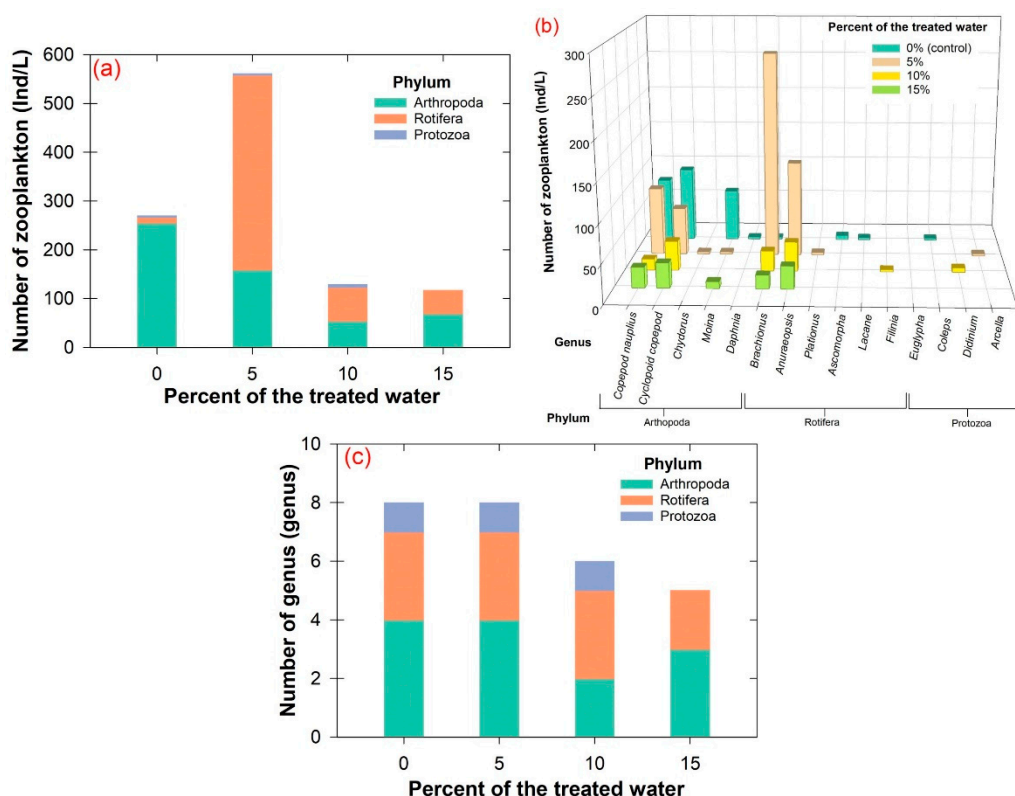 (a)
Number of zooplankton (Ind/L)
600
500
400
300
200
100
0
Phylum
Arthropoda
Rotifera
Protozoa
0 5 10 15
Percent of the treated water
(b)
Percent of the treated water
0% (control)
5%
10%
15%
Number of zooplankton (Ind/L)
300
250
200
150
100
50
0
Genus
Copepod nauplius
Cyclopoid copepod
Chydorus
Moina
Daphnia
Brachionus
Anuraeopsis
Plationus
Ascomorpha
Lacane
Filinia
Euglypha
Coleps
Didinium
Arcella
Phylum
Arthopoda
Rotifera
Protozoa
(c)
Number of genus (genus)
10
8
6
4
2
0
Phylum
Arthropoda
Rotifera
Protozoa
0 5 10 15
Percent of the treated water